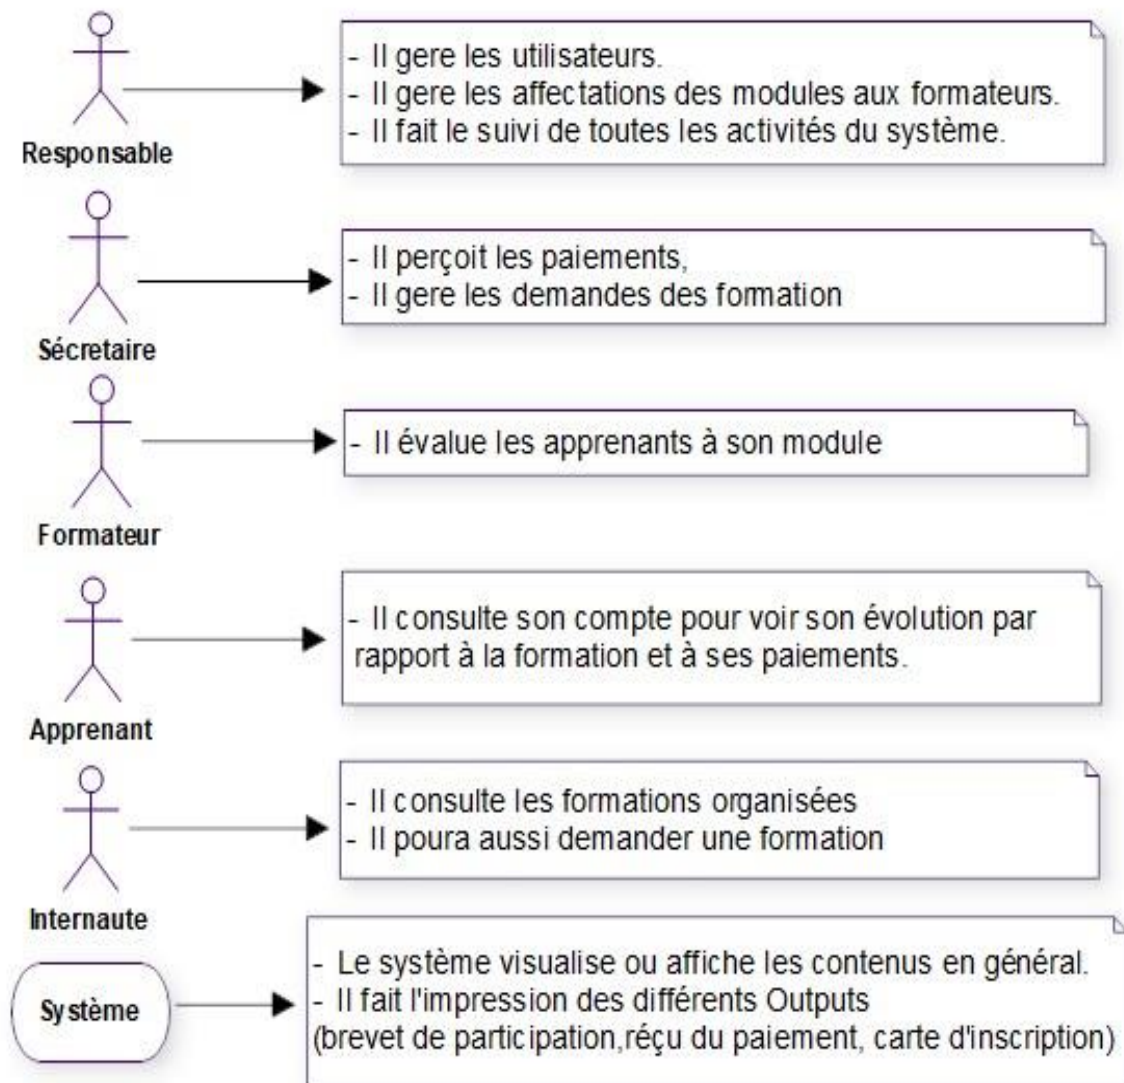 - Il gere les utilisateurs.
- Il gere les affectations des modules aux formateurs.
- Il fait le suivi de toutes les activités du système.
Responsable
- Il perçoit les paiements,
- Il gere les demandes des formation
Sécretaire
- Il évalue les apprenants à son module
Formateur
- Il consulte son compte pour voir son évolution par
rapport à la formation et à ses paiements.
Apprenant
- Il consulte les formations organisées
- Il poura aussi demander une formation
Internaute
- Le système visualise ou affiche les contenus en général.
- Il fait l'impression des différents Outputs
(brevet de participation,réçu du paiement, carte d'inscription)
Système